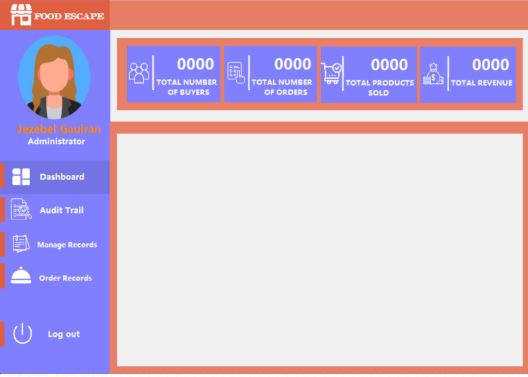 FOOD ESCAPE
Jezebel Gauiran
Administrator
Dashboard
Audit Trail
Manage Records
Order Records
Log out
0000
TOTAL NUMBER
OF BUYERS
0000
TOTAL NUMBER
OF ORDERS
0000
TOTAL PRODUCTS
SOLD
0000
TOTAL REVENUE